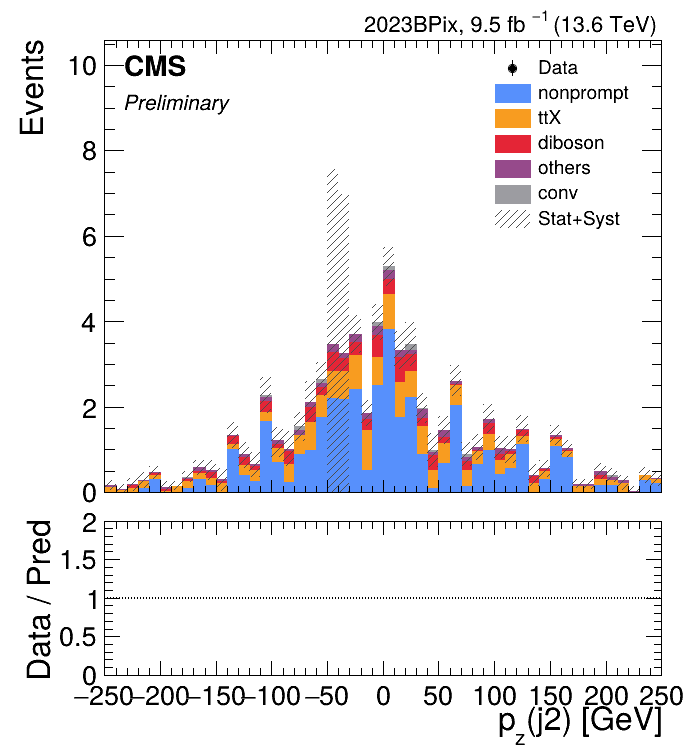 2023BPix, 9.5 fb⁻¹ (13.6 TeV)
CMS
Preliminary
Events
10
8
6
4
2
0
Data
nonprompt
ttX
diboson
others
conv
Stat+Syst
Data / Pred
2
1.5
1
0.5
0
−250 −200 −150 −100 −50 0 50 100 150 200 250
p_z(j2) [GeV]